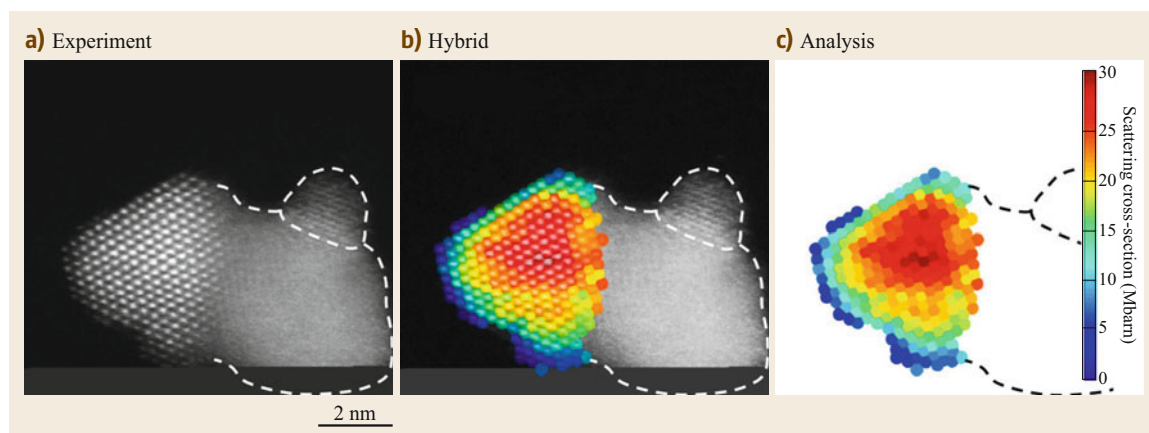 a) Experiment
b) Hybrid
c) Analysis
30
25
20
15
10
5
0
Scattering cross-section (Mbarn)
2 nm